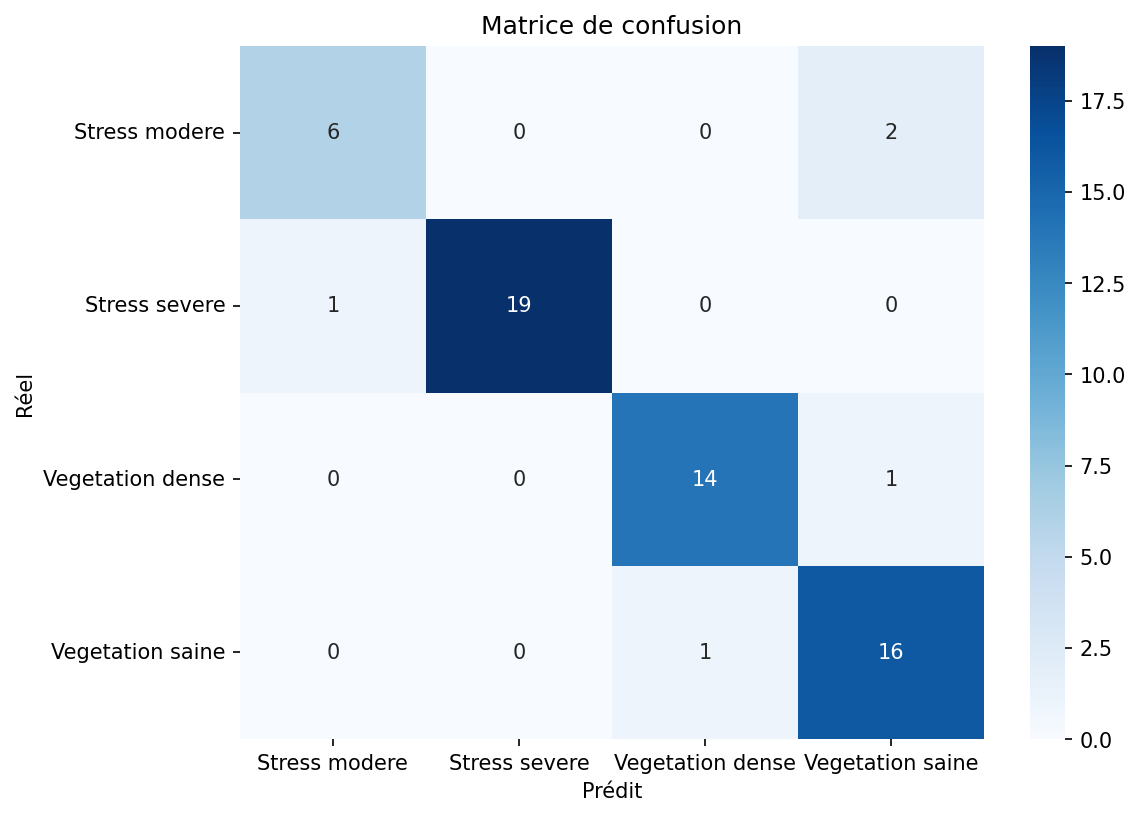 Matrice de confusion
Stress modere 6 0 0 2
Stress severe 1 19 0 0
Vegetation dense 0 0 14 1
Vegetation saine 0 0 1 16
Stress modere Stress severe Vegetation dense Vegetation saine
Prédit
Réel
17.5
15.0
12.5
10.0
7.5
5.0
2.5
0.0